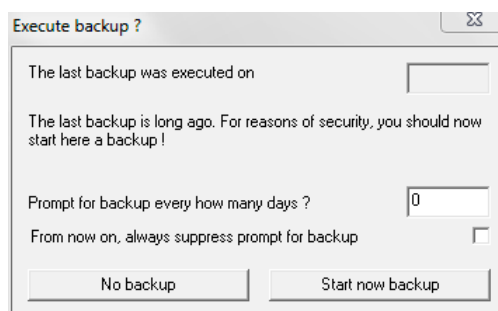 Execute backup ?
The last backup was executed on
The last backup is long ago. For reasons of security, you should now
start here a backup !
Prompt for backup every how many days ?
0
From now on, always suppress prompt for backup
No backup
Start now backup